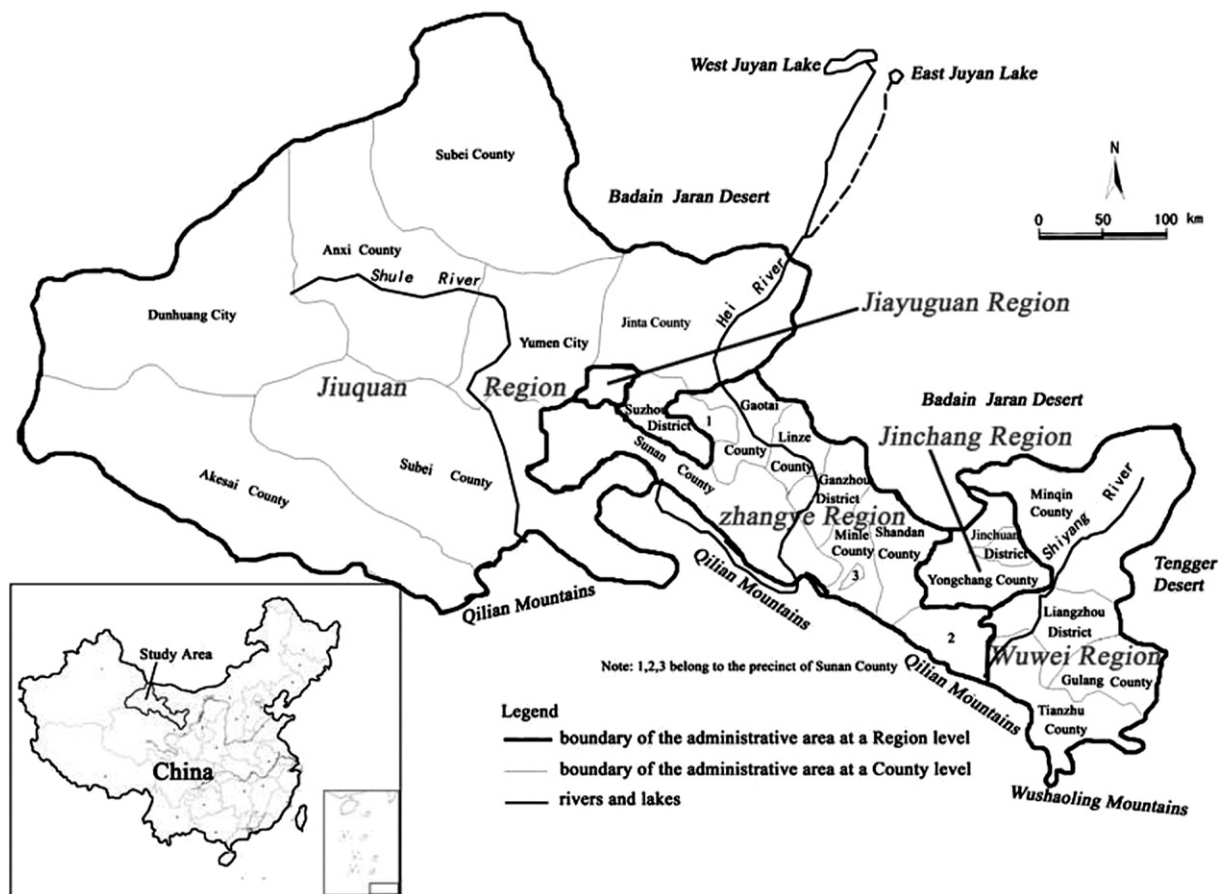 West Juyan Lake
East Juyan Lake
Subei County
N
Badain Jaran Desert
0 50 100 km
Anxi County
Shule River
Hei River
Jiayuguan Region
Dunhuang City
Jinta County
Yumen City
Jiuquan Region
Gaotai
Badain Jaran Desert
Suzhou
District
1
Linze
Jinchang Region
Sunan County
County
County
Akesai County
Subei County
Ganzhou
District
Minqin
County
Shiyang River
zhangye Region
Minle
County
Shandan
County
Jinchuan
District
3
Yongchang County
Tengger
Desert
Qilian Mountains
Qilian Mountains
Liangzhou
District
2
Wuwei Region
Note: 1,2,3 belong to the precinct of Sunan County
Qilian Mountains
Gulang County
Tianzhu
County
Study Area
China
Legend
boundary of the administrative area at a Region level
boundary of the administrative area at a County level
rivers and lakes
Wushaoling Mountains